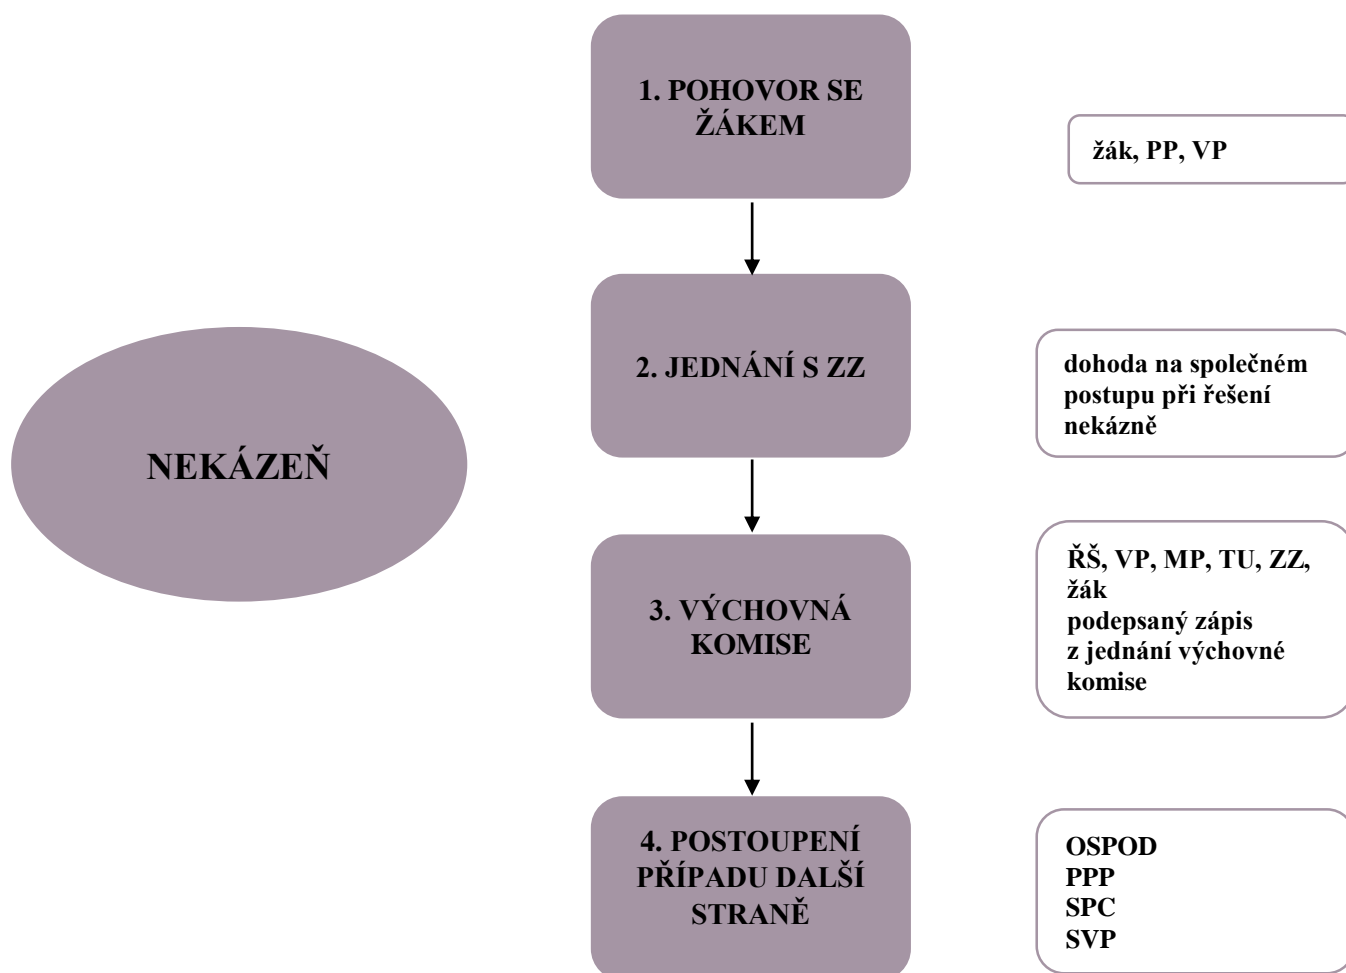 1. POHOVOR SE
ŽÁKEM
žák, PP, VP
2. JEDNÁNÍ S ZZ
dohoda na společném
postupu při řešení
nekázně
NEKÁZEŇ
3. VÝCHOVNÁ
KOMISE
ŘŠ, VP, MP, TU, ZZ,
žák
podepsaný zápis
z jednání výchovné
komise
4. POSTOUPENÍ
PŘÍPADU DALŠÍ
STRANĚ
OSPOD
PPP
SPC
SVP